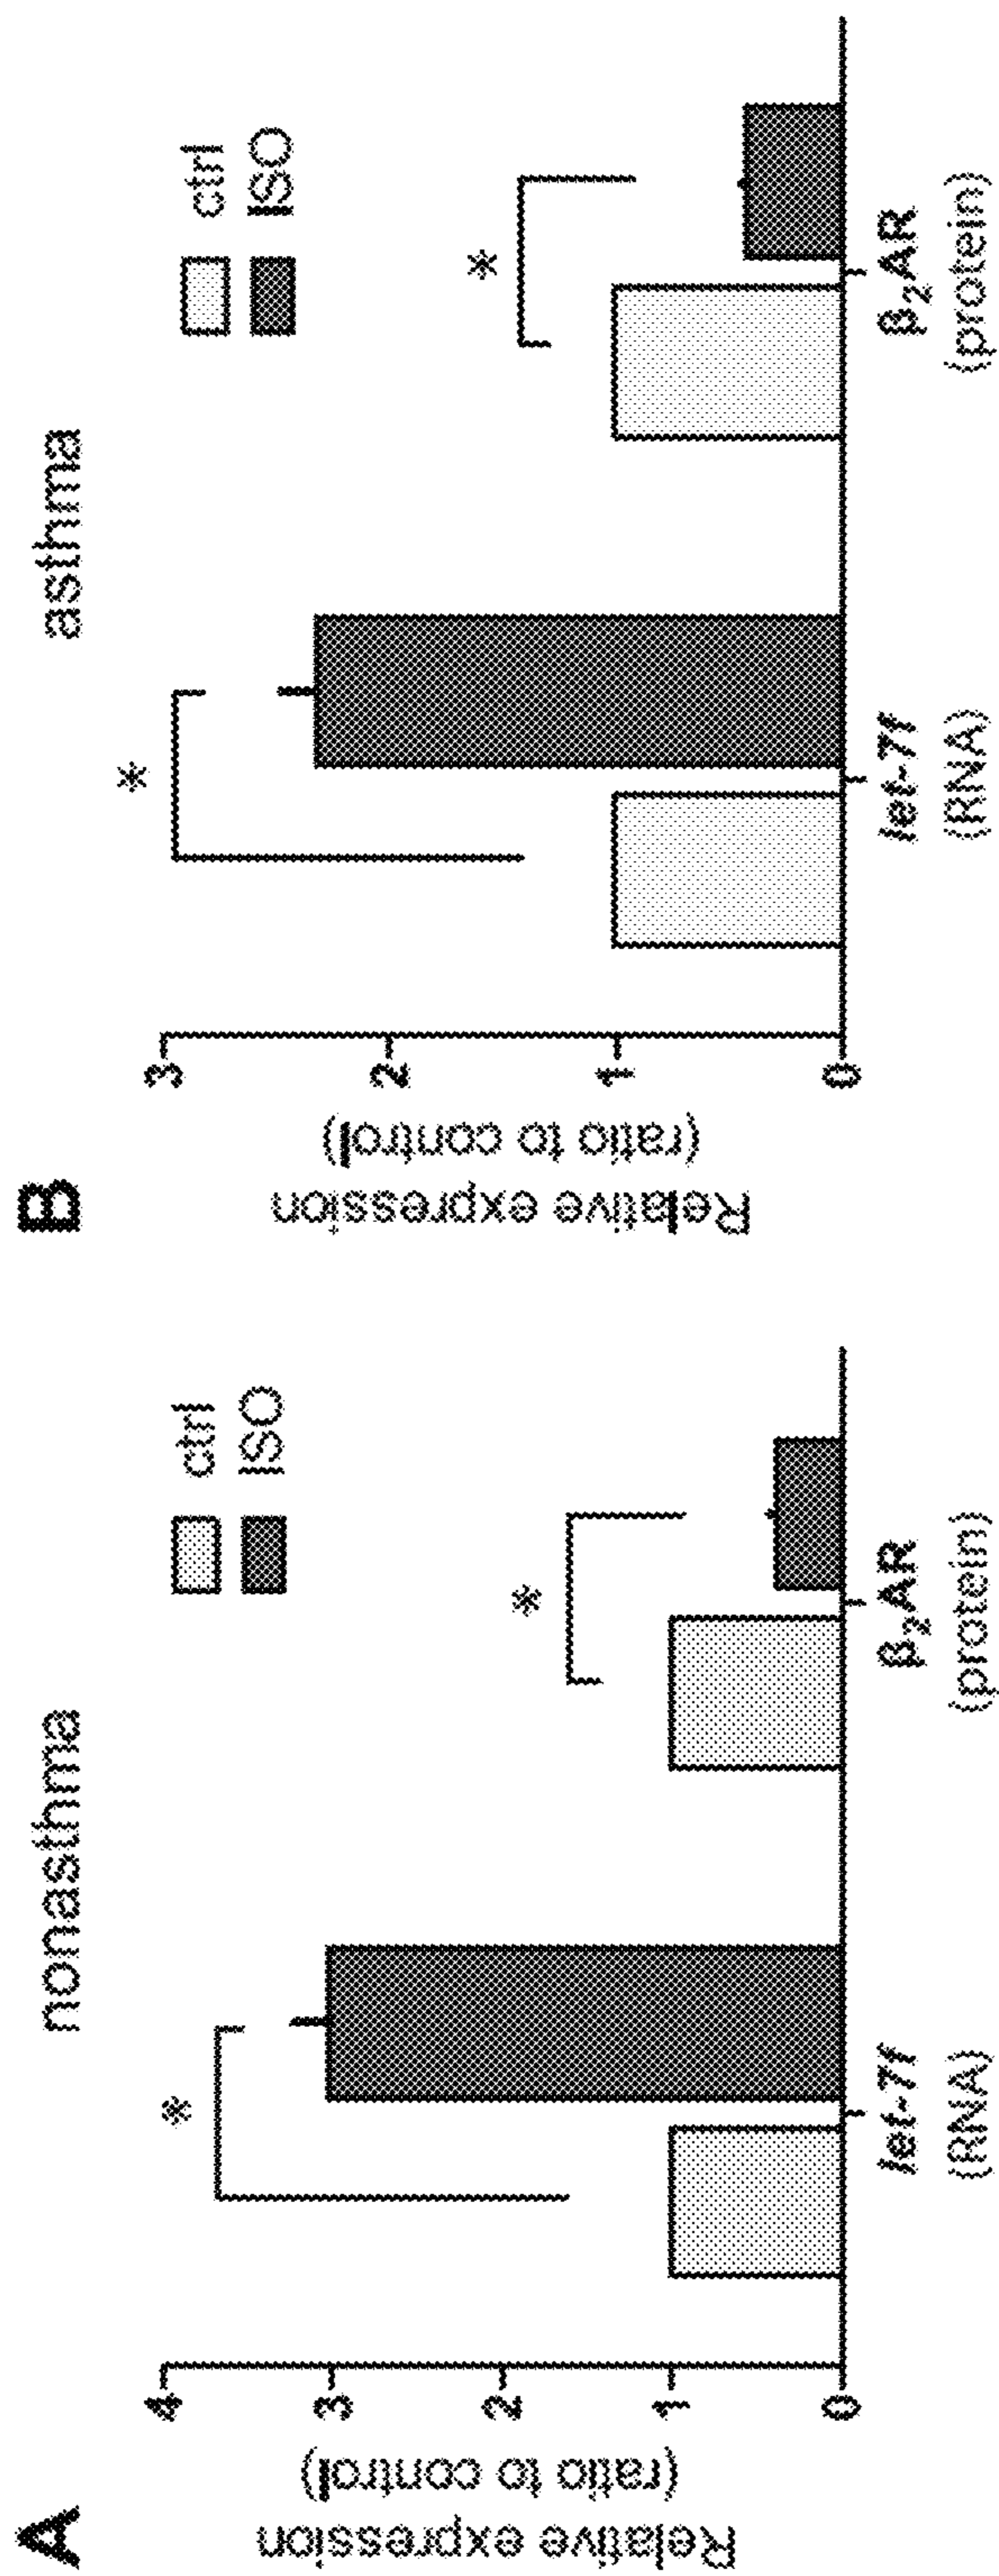 A
nonasthma
Relative expression
(ratio to control)
4
3
2
1
0
*
*
ctrl
ISO
let-7f
(RNA)
β2AR
(protein)
B
asthma
Relative expression
(ratio to control)
3
2
1
0
*
*
ctrl
ISO
let-7f
(RNA)
β2AR
(protein)